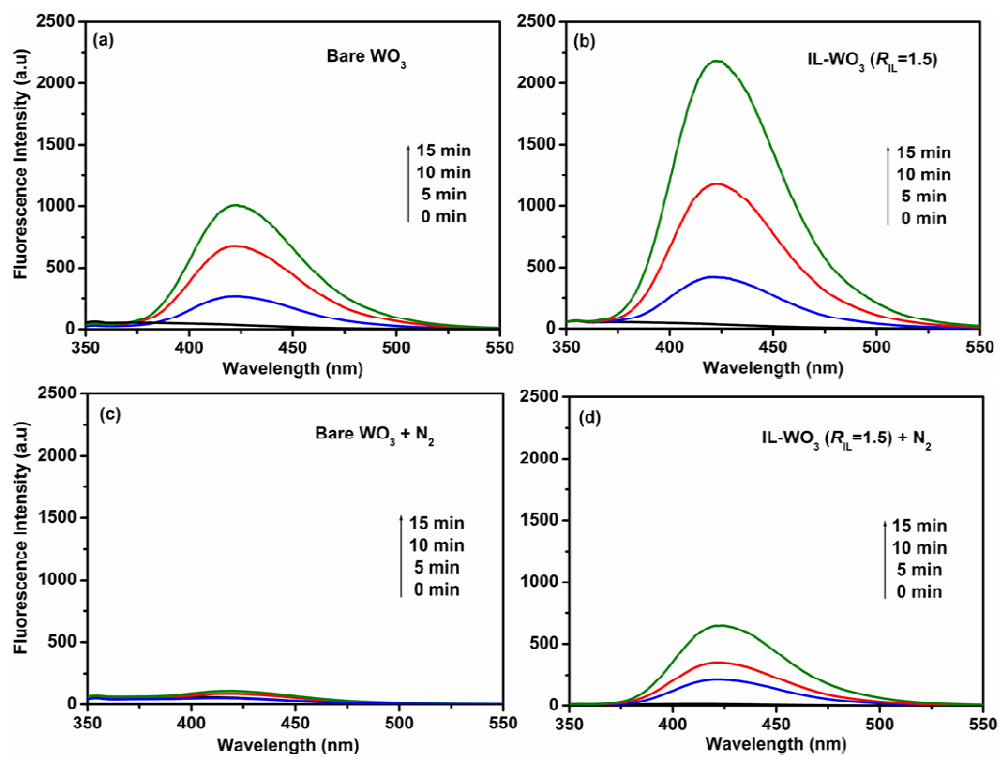 (a)
Bare WO3
Fluorescence Intensity (a.u)
2500
2000
1500
1000
500
0
15 min
10 min
5 min
0 min
350 400 450 500 550
Wavelength (nm)
(b)
IL-WO3 (RIL=1.5)
2500
2000
1500
1000
500
0
15 min
10 min
5 min
0 min
350 400 450 500 550
Wavelength (nm)
(c)
Bare WO3 + N2
Fluorescence Intensity (a.u)
2500
2000
1500
1000
500
0
15 min
10 min
5 min
0 min
350 400 450 500 550
Wavelength (nm)
(d)
IL-WO3 (RIL=1.5) + N2
2500
2000
1500
1000
500
0
15 min
10 min
5 min
0 min
350 400 450 500 550
Wavelength (nm)